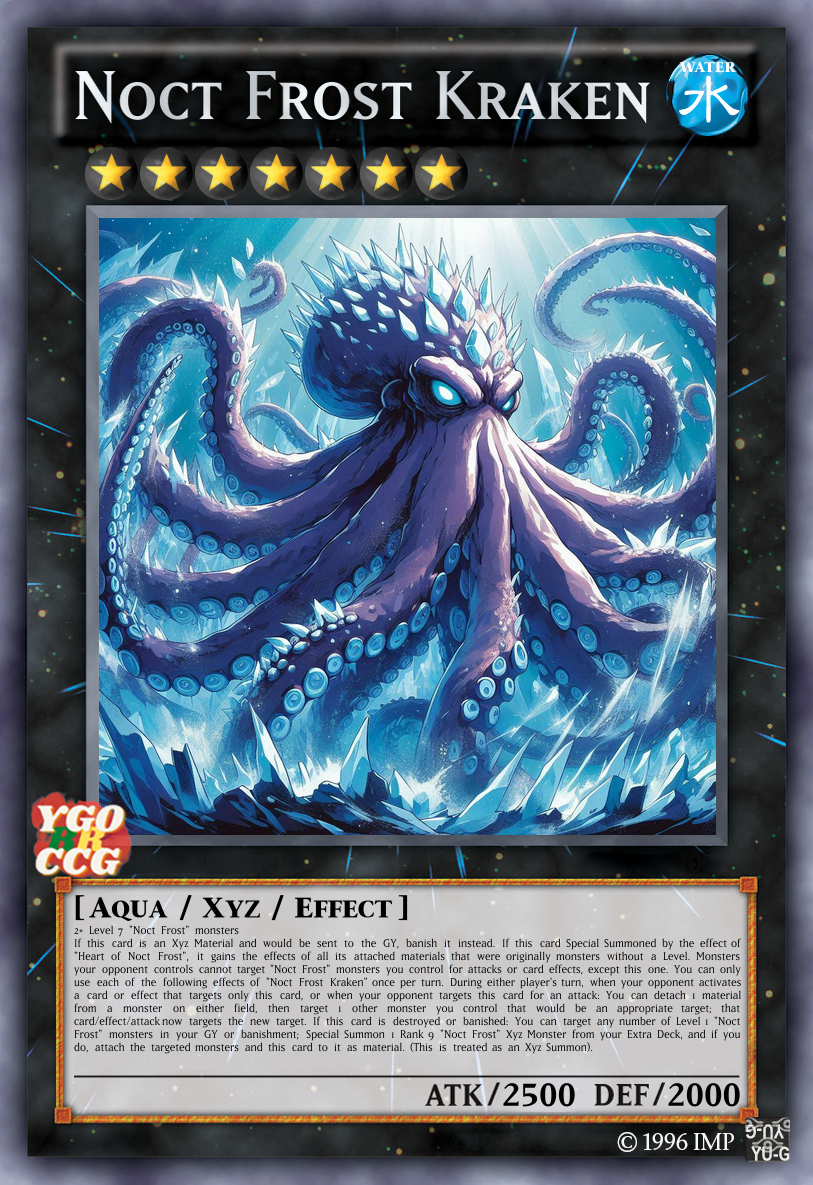 Noct Frost Kraken
WATER
水
YGO
BR
CCG
[ Aqua / Xyz / Effect ]
2+ Level 7 "Noct Frost" monsters
If this card is an Xyz Material and would be sent to the GY, banish it instead. If this card Special Summoned by the effect of
"Heart of Noct Frost", it gains the effects of all its attached materials that were originally monsters without a Level. Monsters
your opponent controls cannot target "Noct Frost" monsters you control for attacks or card effects, except this one. You can only
use each of the following effects of "Noct Frost Kraken" once per turn. During either player's turn, when your opponent activates
a card or effect that targets only this card, or when your opponent targets this card for an attack: You can detach 1 material
from a monster on either field, then target 1 other monster you control that would be an appropriate target; that
card/effect/attack now targets the new target. If this card is destroyed or banished: You can target any number of Level 1 "Noct
Frost" monsters in your GY or banishment; Special Summon 1 Rank 9 "Noct Frost" Xyz Monster from your Extra Deck, and if you
do, attach the targeted monsters and this card to it as material. (This is treated as an Xyz Summon).
ATK/2500 DEF/2000
© 1996 IMP
YU-G
YU-G